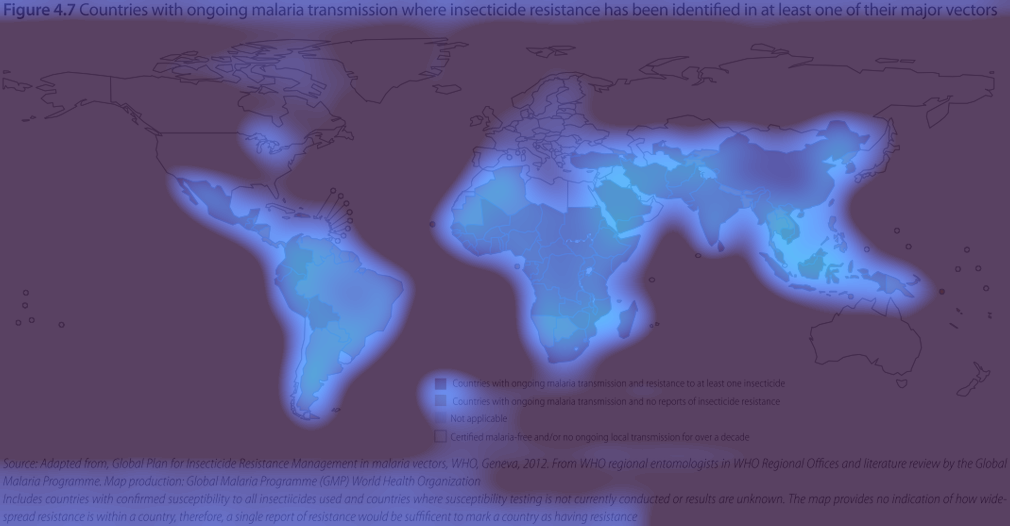 Figure 4.7 Countries with ongoing malaria transmission where insecticide resistance has been identified in at least one of their major vectors
Countries with ongoing malaria transmission and resistance to at least one insecticide
Countries with ongoing malaria transmission and no reports of insecticide resistance
Not applicable
Certified malaria-free and/or no ongoing local transmission for over a decade
Source: Adapted from, Global Plan for Insecticide Resistance Management in malaria vectors. WHO, Geneva, 2012. From WHO regional entomologists in WHO Regional Offices and literature review by the Global
Malaria Programme. Map production: Global Malaria Programme (GMP) World Health Organization
Includes countries with confirmed susceptibility to all insectiicides used and countries where susceptibility testing is not currently conducted or results are unknown. The map provides no indication of how wide-
spread resistance is within a country, therefore, a single report of resistance would be suffificent to mark a country as having resistance